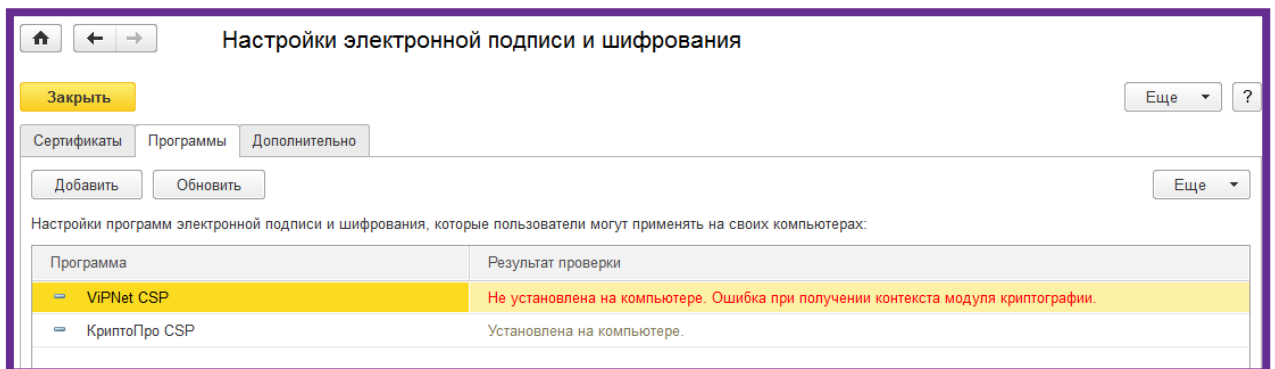 Настройки электронной подписи и шифрования
Закрыть
Еще
?
Сертификаты Программы Дополнительно
Добавить Обновить
Еще
Настройки программ электронной подписи и шифрования, которые пользователи могут применять на своих компьютерах:
Программа Результат проверки
ViPNet CSP Не установлена на компьютере. Ошибка при получении контекста модуля криптографии.
КриптоПро CSP Установлена на компьютере.